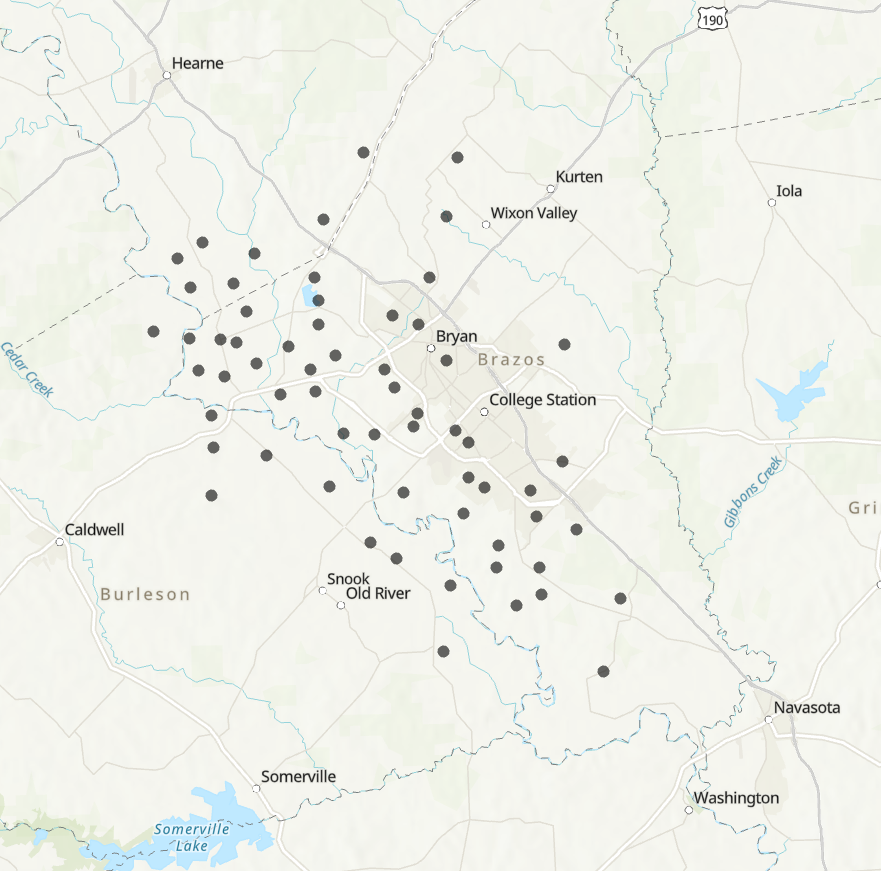 190
Hearne
Kurten
Iola
Wixon Valley
Cedar Creek
Bryan
Brazos
College Station
Gibbons Creek
Gri
Caldwell
Burleson
Snook
Old River
Navasota
Somerville
Washington
Somerville
Lake